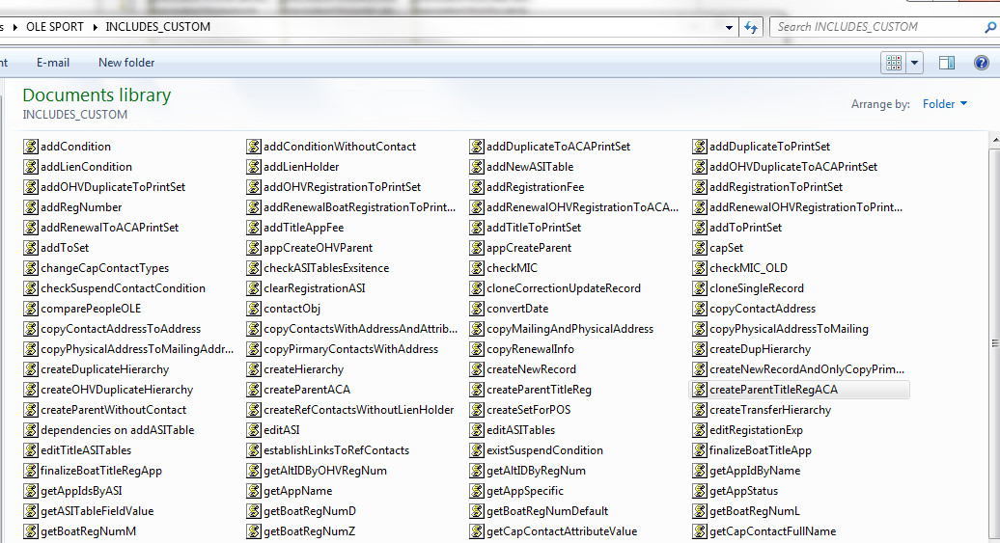 s ▸ OLE SPORT ▸ INCLUDES_CUSTOM Search INCLUDES_CUSTOM
nt E-mail New folder
Documents library
INCLUDES_CUSTOM Arrange by: Folder
addCondition addConditionWithoutContact addDuplicateToACAPrintSet addDuplicateToPrintSet
addLienCondition addLienHolder addNewASITable addOHVDuplicateToACAPrintSet
addOHVDuplicateToPrintSet addOHVRegistrationToPrintSet addRegistrationFee addRegistrationToPrintSet
addRegNumber addRenewalBoatRegistrationToPrint... addRenewalOHVRegistrationToACA... addRenewalOHVRegistrationToPrint...
addRenewalToACAPrintSet addTitleAppFee addTitleToPrintSet addToPrintSet
addToSet appCreateOHVParent appCreateParent capSet
changeCapContactTypes checkASITablesExsitence checkMIC checkMIC_OLD
checkSuspendContactCondition clearRegistrationASI cloneCorrectionUpdateRecord cloneSingleRecord
comparePeopleOLE contactObj convertDate copyContactAddress
copyContactAddressToAddress copyContactsWithAddressAndAttrib... copyMailingAndPhysicalAddress copyPhysicalAddressToMailing
copyPhysicalAddressToMailingAddr... copyPirmaryContactsWithAddress copyRenewalInfo createDupHierarchy
createDuplicateHierarchy createHierarchy createNewRecord createNewRecordAndOnlyCopyPrim...
createOHVDuplicateHierarchy createParentACA createParentTitleReg createParentTitleRegACA
createParentWithoutContact createRefContactsWithoutLienHolder createSetForPOS createTransferHierarchy
dependencies on addASITable editASI editASITables editRegistationExp
editTitleASITables establishLinksToRefContacts existSuspendCondition finalizeBoatTitleApp
finalizeBoatTitleRegApp getAltIDByOHVRegNum getAltIDByRegNum getAppIdByName
getAppIdsByASI getAppName getAppSpecific getAppStatus
getASITableFieldValue getBoatRegNumD getBoatRegNumDefault getBoatRegNumL
getBoatRegNumM getBoatRegNumZ getCapContactAttributeValue getCapContactFullName